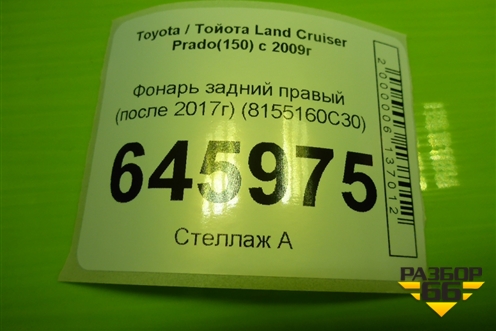 Toyota / Тойота Land Cruiser
Prado(150) с 2009г
Фонарь задний правый
(после 2017г) (8155160C30)
645975
Стеллаж А
2000006137012
РАЗБОР
66